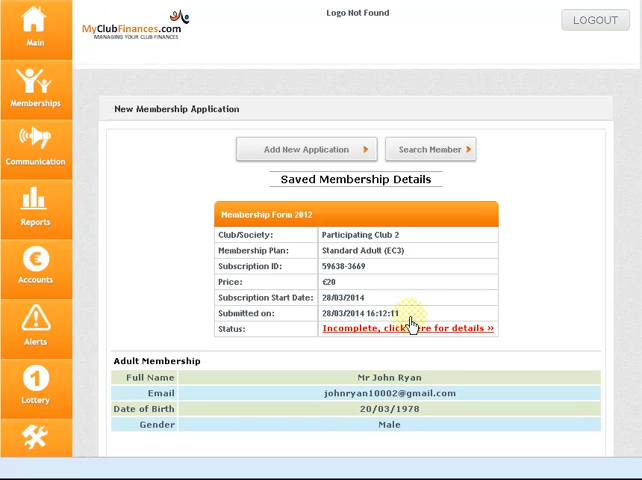 Logo Not Found
LOGOUT
MyClubFinances.com
MANAGING YOUR CLUB FINANCES
Main
Memberships
Communication
Reports
€
Accounts
Alerts
1
Lottery
New Membership Application
Add New Application
Search Member
Saved Membership Details
Membership Form 2012
Club/Society: Participating Club 2
Membership Plan: Standard Adult (EC3)
Subscription ID: 59638-3669
Price: €20
Subscription Start Date: 28/03/2014
Submitted on: 28/03/2014 16:12:11
Status: Incomplete, click here for details »
Adult Membership
Full Name Mr John Ryan
Email johnryan10002@gmail.com
Date of Birth 20/03/1978
Gender Male